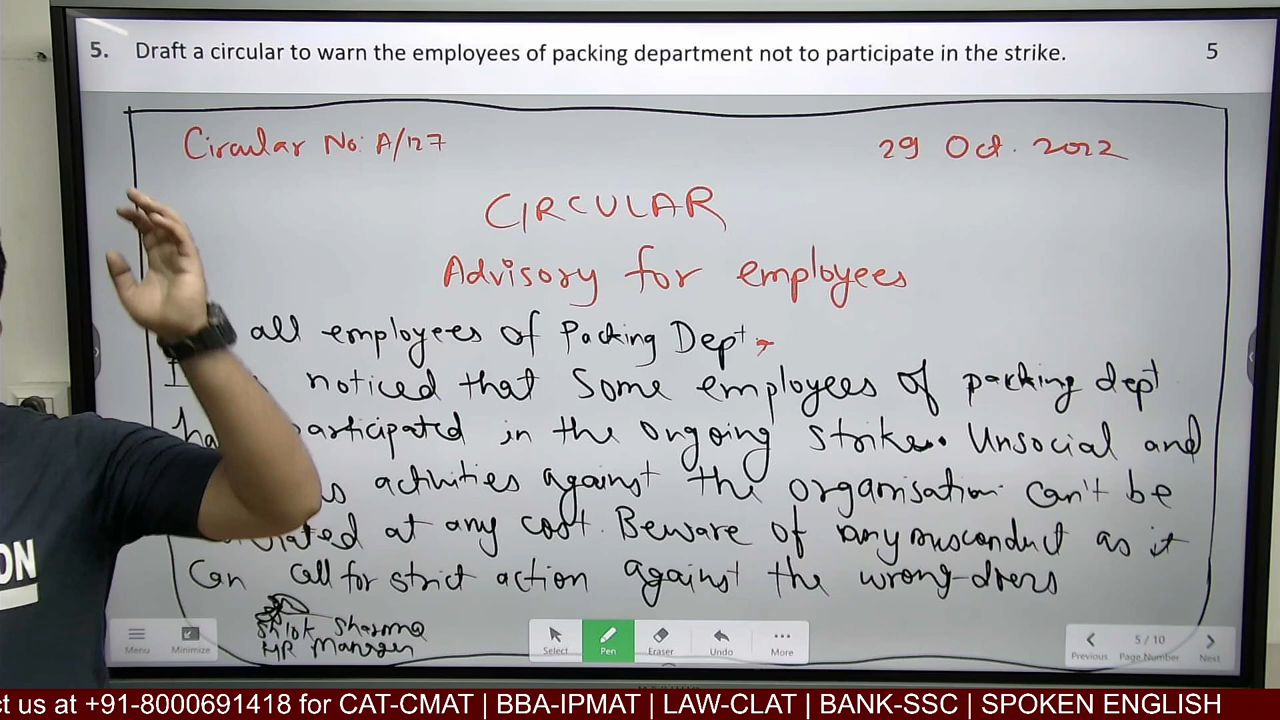 5. Draft a circular to warn the employees of packing department not to participate in the strike. 5
Circular No: A/127 29 Oct. 2022
CIRCULAR
Advisory for employees
all employees of Packing Dept,
noticed that Some employees of packing dept
participated in the ongoing strike. Unsocial and
activities against the organisation can't be
at any cost. Beware of any misconduct as it
can call for strict action against the wrong-doers
Shlok Sharma
HR Manager
Menu Minimize Select Pen Eraser Undo More Previous 5/10 Page Number Next
ON
ct us at +91-8000691418 for CAT-CMAT | BBA-IPMAT | LAW-CLAT | BANK-SSC | SPOKEN ENGLISH